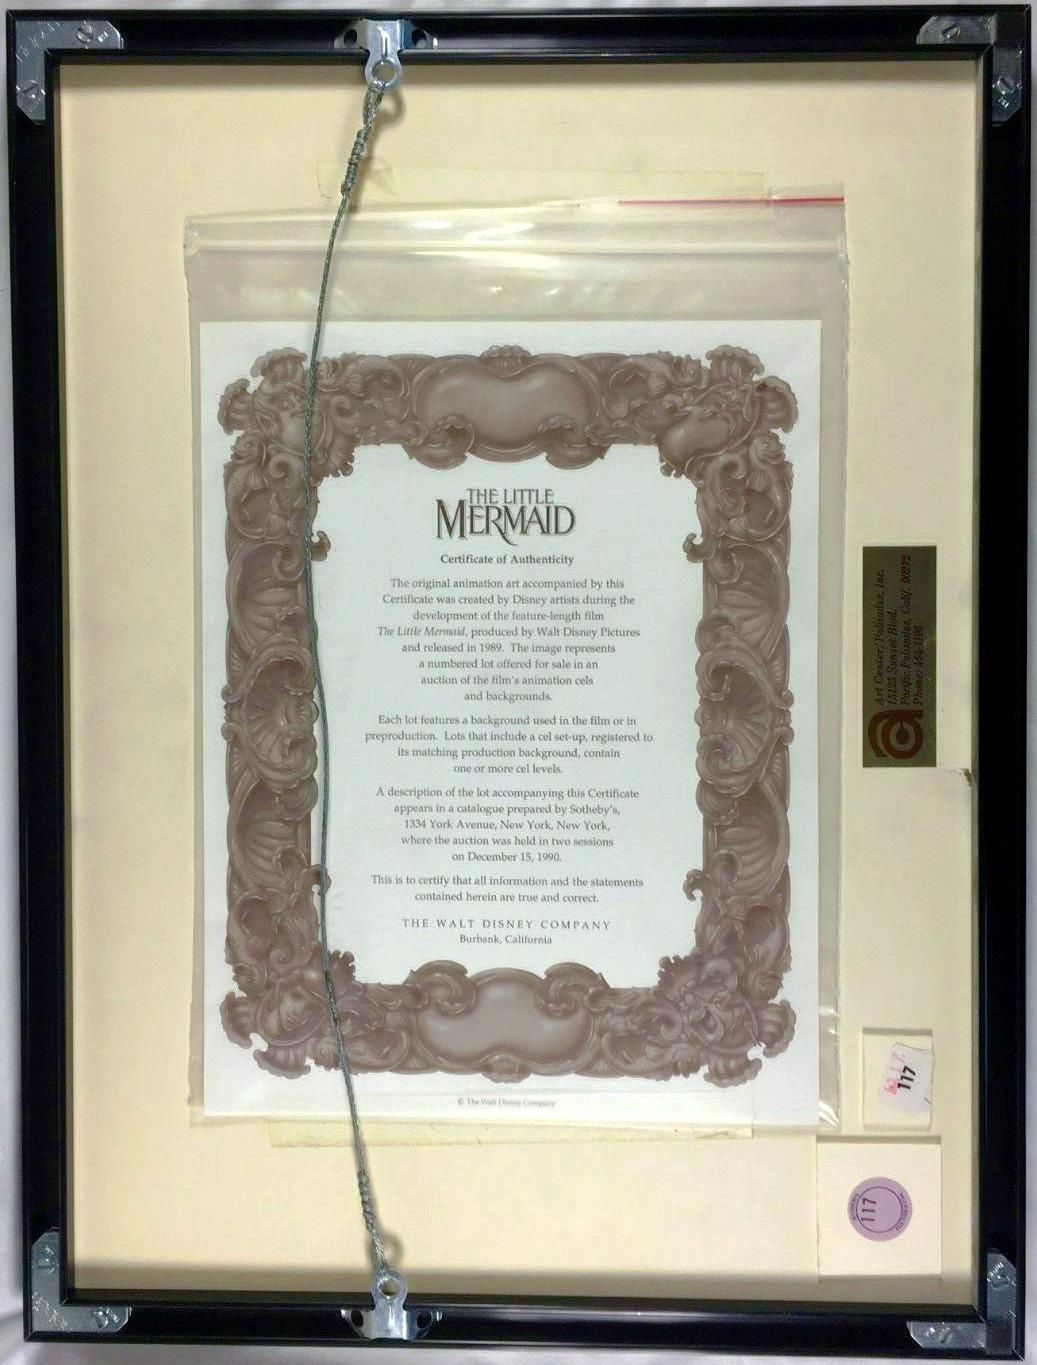 THE LITTLE
MERMAID
Certificate of Authenticity
The original animation art accompanied by this
Certificate was created by Disney artists during the
development of the feature-length film
The Little Mermaid, produced by Walt Disney Pictures
and released in 1989. The image represents
a numbered lot offered for sale in an
auction of the film's animation cels
and backgrounds.
Each lot features a background used in the film or in
preproduction. Lots that include a cel set-up, registered to
its matching production background, contain
one or more cel levels.
A description of the lot accompanying this Certificate
appears in a catalogue prepared by Sotheby's,
1334 York Avenue, New York, New York,
where the auction was held in two sessions
on December 15, 1990.
This is to certify that all information and the statements
contained herein are true and correct.
THE WALT DISNEY COMPANY
Burbank, California
© The Walt Disney Company
Art Center/Palisades, Inc.
15125 Sunset Blvd.
Pacific Palisades, Calif. 90272
Phone:
117
117